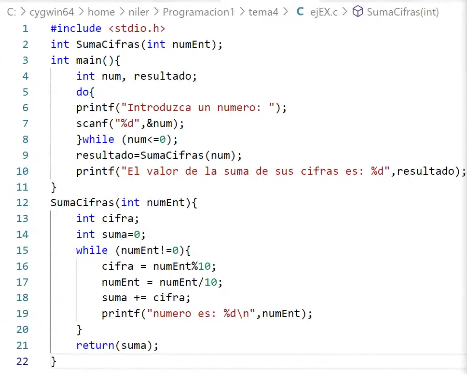 C: > cygwin64 > home > niler > Programacion1 > tema4 > C ejEX.c > SumaCifras(int)
1 #include <stdio.h>
2 int SumaCifras(int numEnt);
3 int main(){
4 int num, resultado;
5 do{
6 printf("Introduzca un numero: ");
7 scanf("%d",&num);
8 }while (num<=0);
9 resultado=SumaCifras(num);
10 printf("El valor de la suma de sus cifras es: %d",resultado);
11 }
12 SumaCifras(int numEnt){
13 int cifra;
14 int suma=0;
15 while (numEnt!=0){
16 cifra = numEnt%10;
17 numEnt = numEnt/10;
18 suma += cifra;
19 printf("numero es: %d\n",numEnt);
20 }
21 return(suma);
22 }